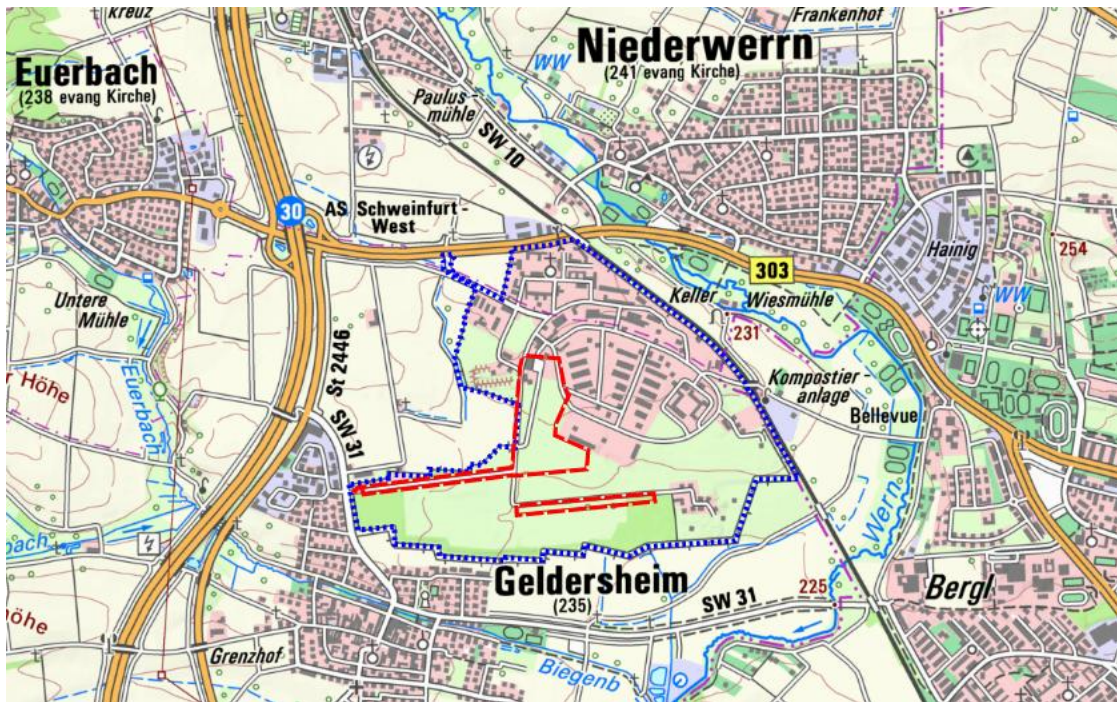 Kreuz
Frankenhof
Euerbach
(238 evang Kirche)
Niederwerrn
(241 evang Kirche)
WW
Paulus-
mühle
SW 10
30
AS Schweinfurt-
West
303
Hainig
254
WW
Keller
Wiesmühle
231
Untere
Mühle
Euerbach
Höhe
St 2446
SW 31
Kompostier-
anlage
Bellevue
Wern
bach
Geldersheim
(235)
SW 31
225
Bergl
höhe
Grenzhof
Biegenb